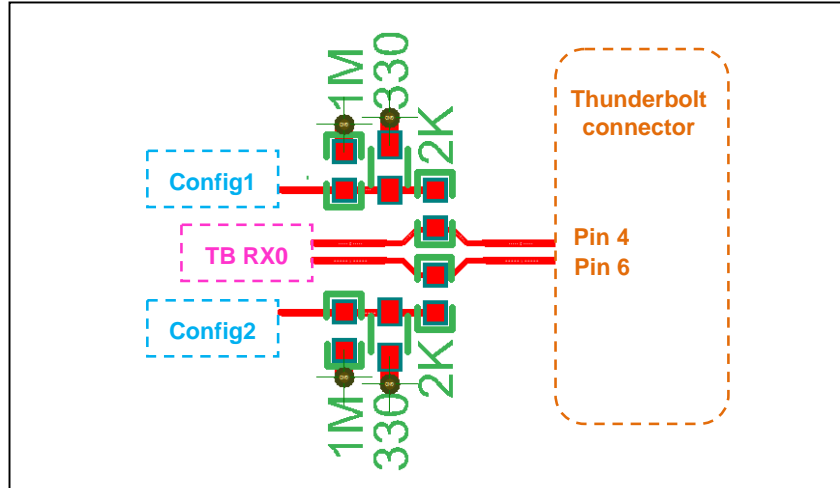 1M
330
2K
Thunderbolt
connector
Config1
TB RX0
Pin 4
Pin 6
Config2
1M
330
2K